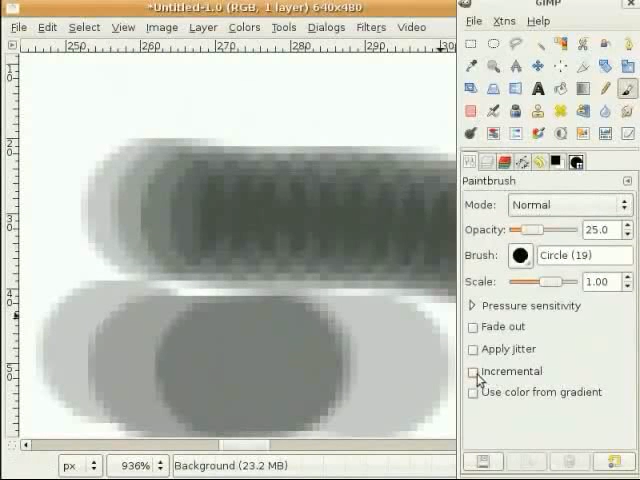 *Untitled-1.0 (RGB, 1 layer) 640x480
GIMP
File Edit Select View Image Layer Colors Tools Dialogs Filters Video
File Xtns Help
250 260 270 280 290 30
Paintbrush
Mode: Normal
Opacity: 25.0
Brush: Circle (19)
Scale: 1.00
Pressure sensitivity
Fade out
Apply Jitter
Incremental
Use color from gradient
px 936% Background (23.2 MB)